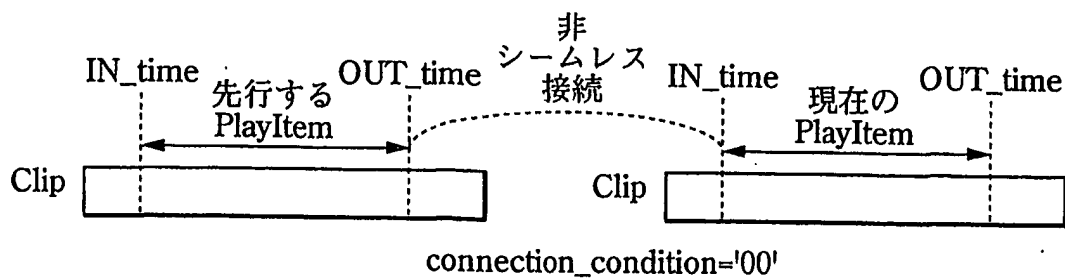 非
シームレス
接続
IN_time
OUT_time
先行する
PlayItem
IN_time
OUT_time
現在の
PlayItem
Clip
Clip
connection_condition='00'